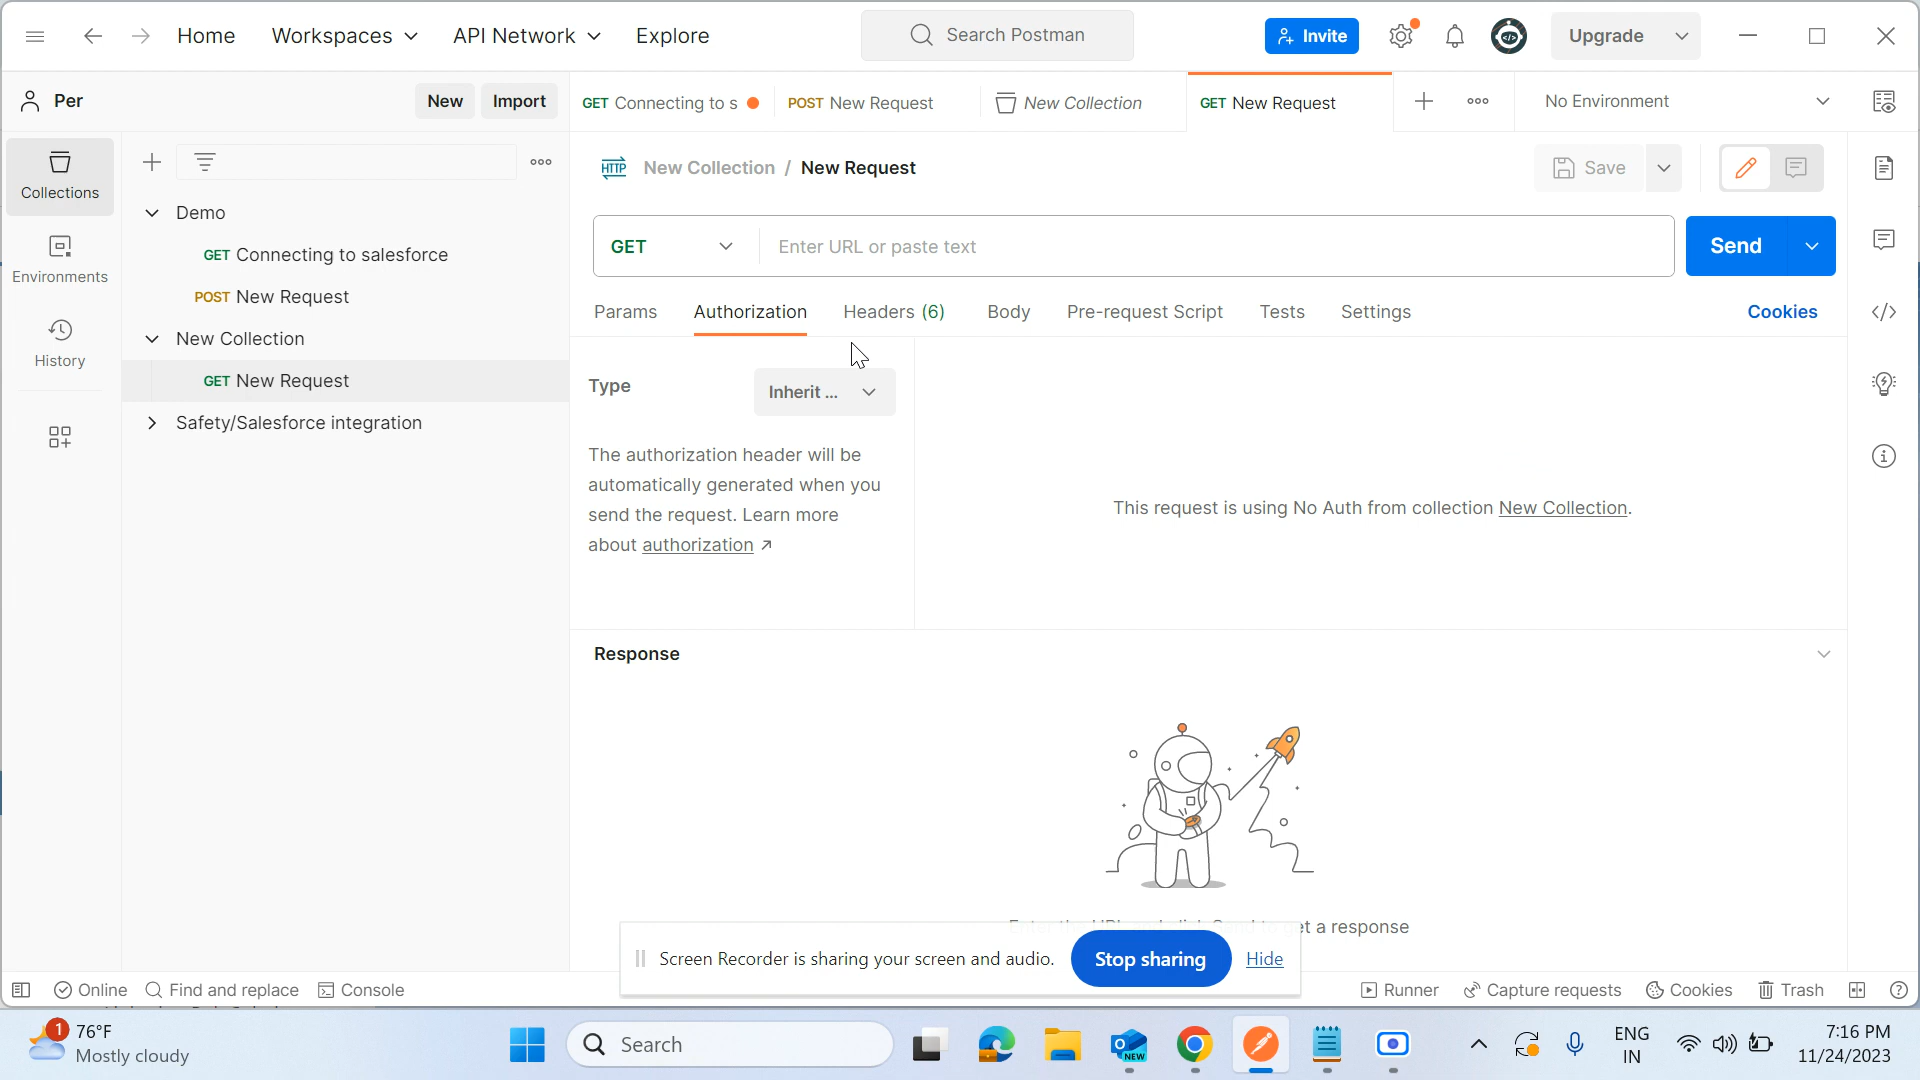 Home Workspaces API Network Explore Search Postman Invite Upgrade
Per New Import GET Connecting to s POST New Request New Collection GET New Request No Environment
Collections
Environments
History
Demo
GET Connecting to salesforce
POST New Request
New Collection
GET New Request
Safety/Salesforce integration
HTTP New Collection / New Request Save
GET Enter URL or paste text Send
Params Authorization Headers (6) Body Pre-request Script Tests Settings Cookies
Type Inherit ...
The authorization header will be
automatically generated when you
send the request. Learn more
about authorization ↗
This request is using No Auth from collection New Collection.
Response
et a response
Screen Recorder is sharing your screen and audio. Stop sharing Hide
Online Find and replace Console Runner Capture requests Cookies Trash
1 76°F
Mostly cloudy
Search
NEW
ENG
IN
7:16 PM
11/24/2023